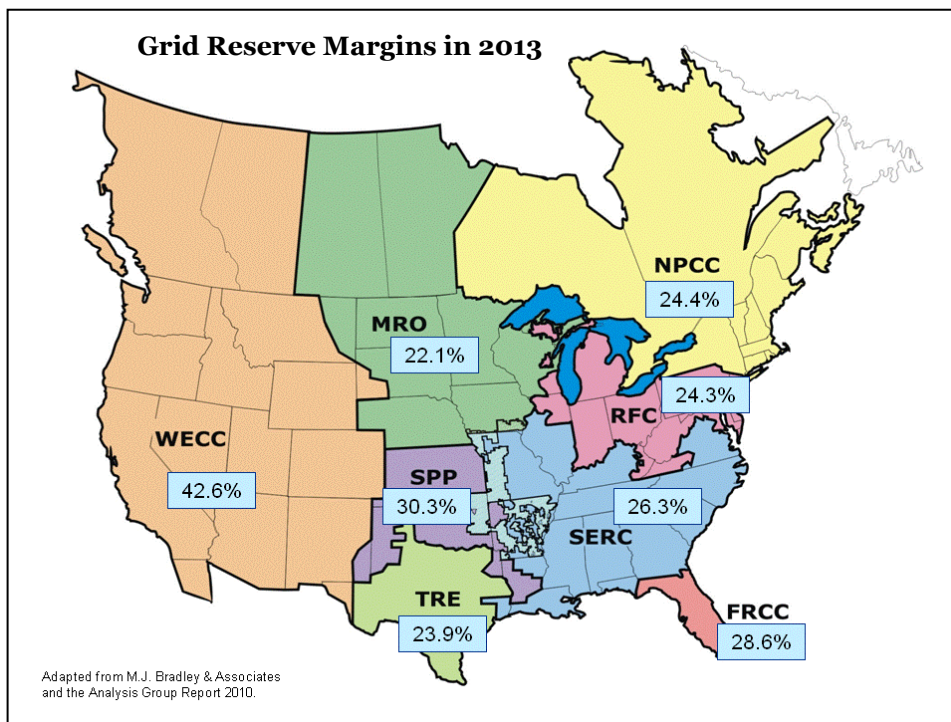 Grid Reserve Margins in 2013
NPCC
24.4%
MRO
22.1%
24.3%
RFC
WECC
42.6%
SPP
30.3%
26.3%
SERC
TRE
23.9%
FRCC
28.6%
Adapted from M.J. Bradley & Associates
and the Analysis Group Report 2010.